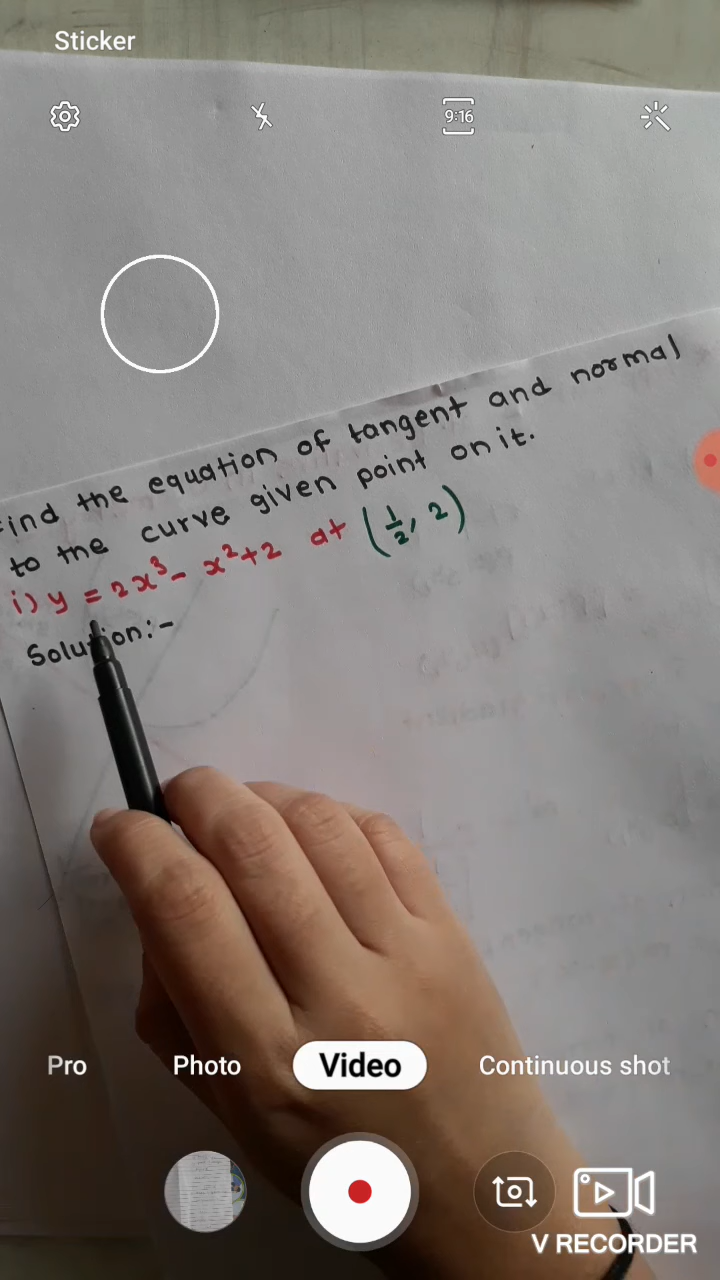 Sticker
9:16
Find the equation of tangent and normal
to the curve given point on it.
i) y = 2x³ - x² + 2 at (1/2, 2)
Solution:-
Pro Photo Video Continuous shot
V RECORDER